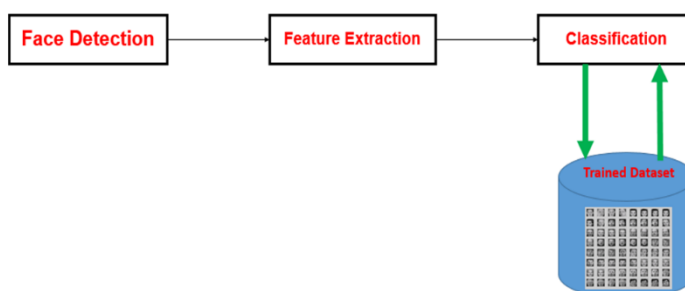 Face Detection
Feature Extraction
Classification
Trained Dataset